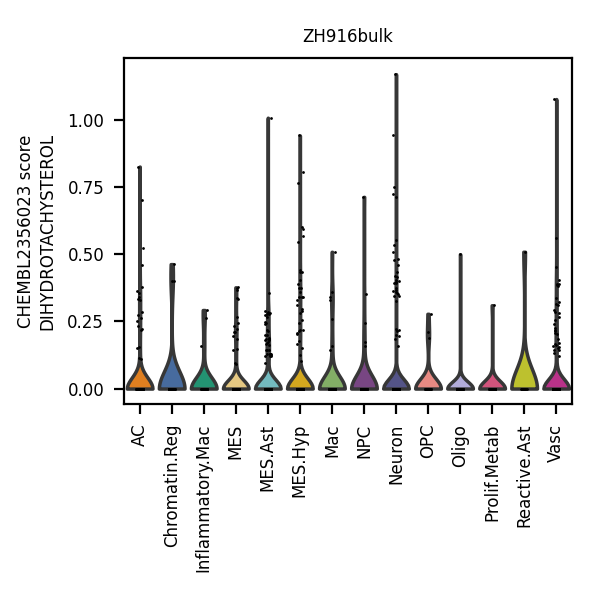 ZH916bulk
CHEMBL2356023 score
DIHYDROTACHYSTEROL
1.00
0.75
0.50
0.25
0.00
AC
Chromatin.Reg
Inflammatory.Mac
MES
MES.Ast
MES.Hyp
Mac
NPC
Neuron
OPC
Oligo
Prolif.Metab
Reactive.Ast
Vasc